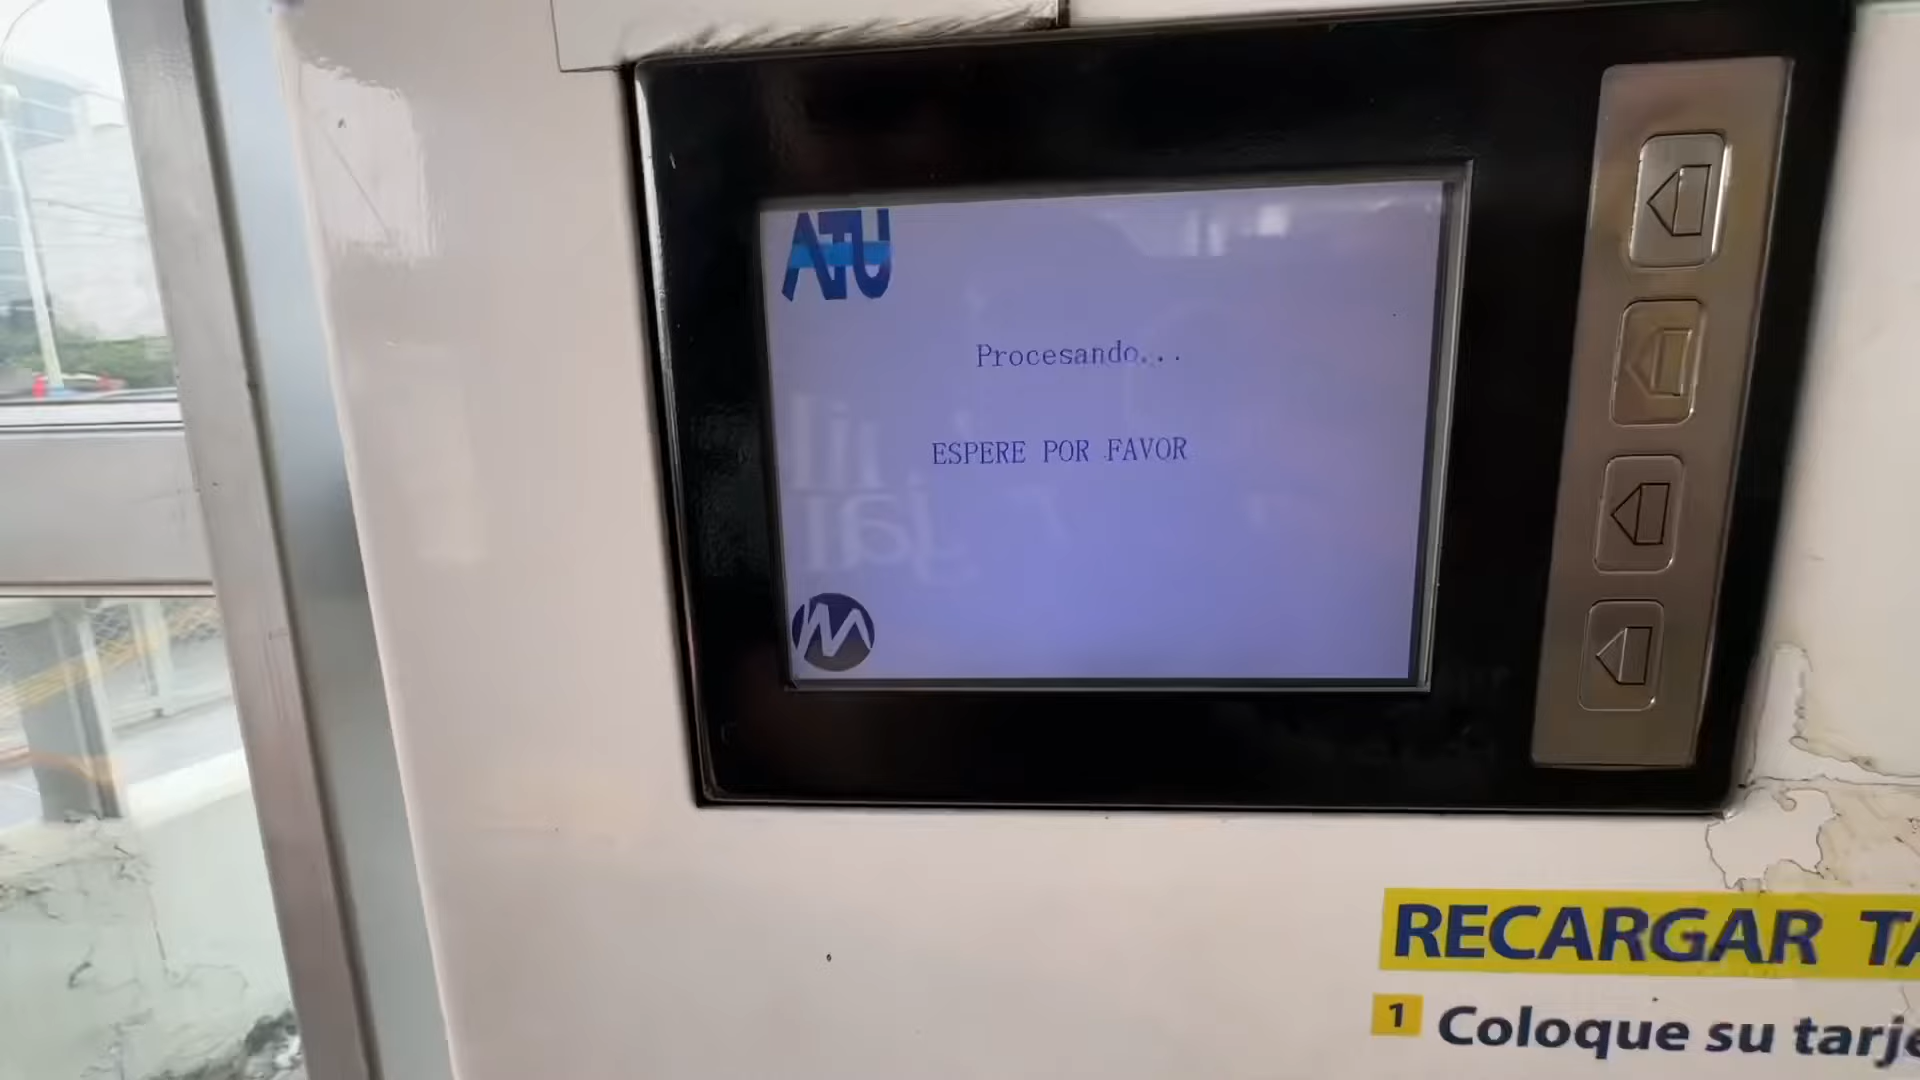 ATU
Procesando...
ESPERE POR FAVOR
M
RECARGAR TA
1 Coloque su tarje